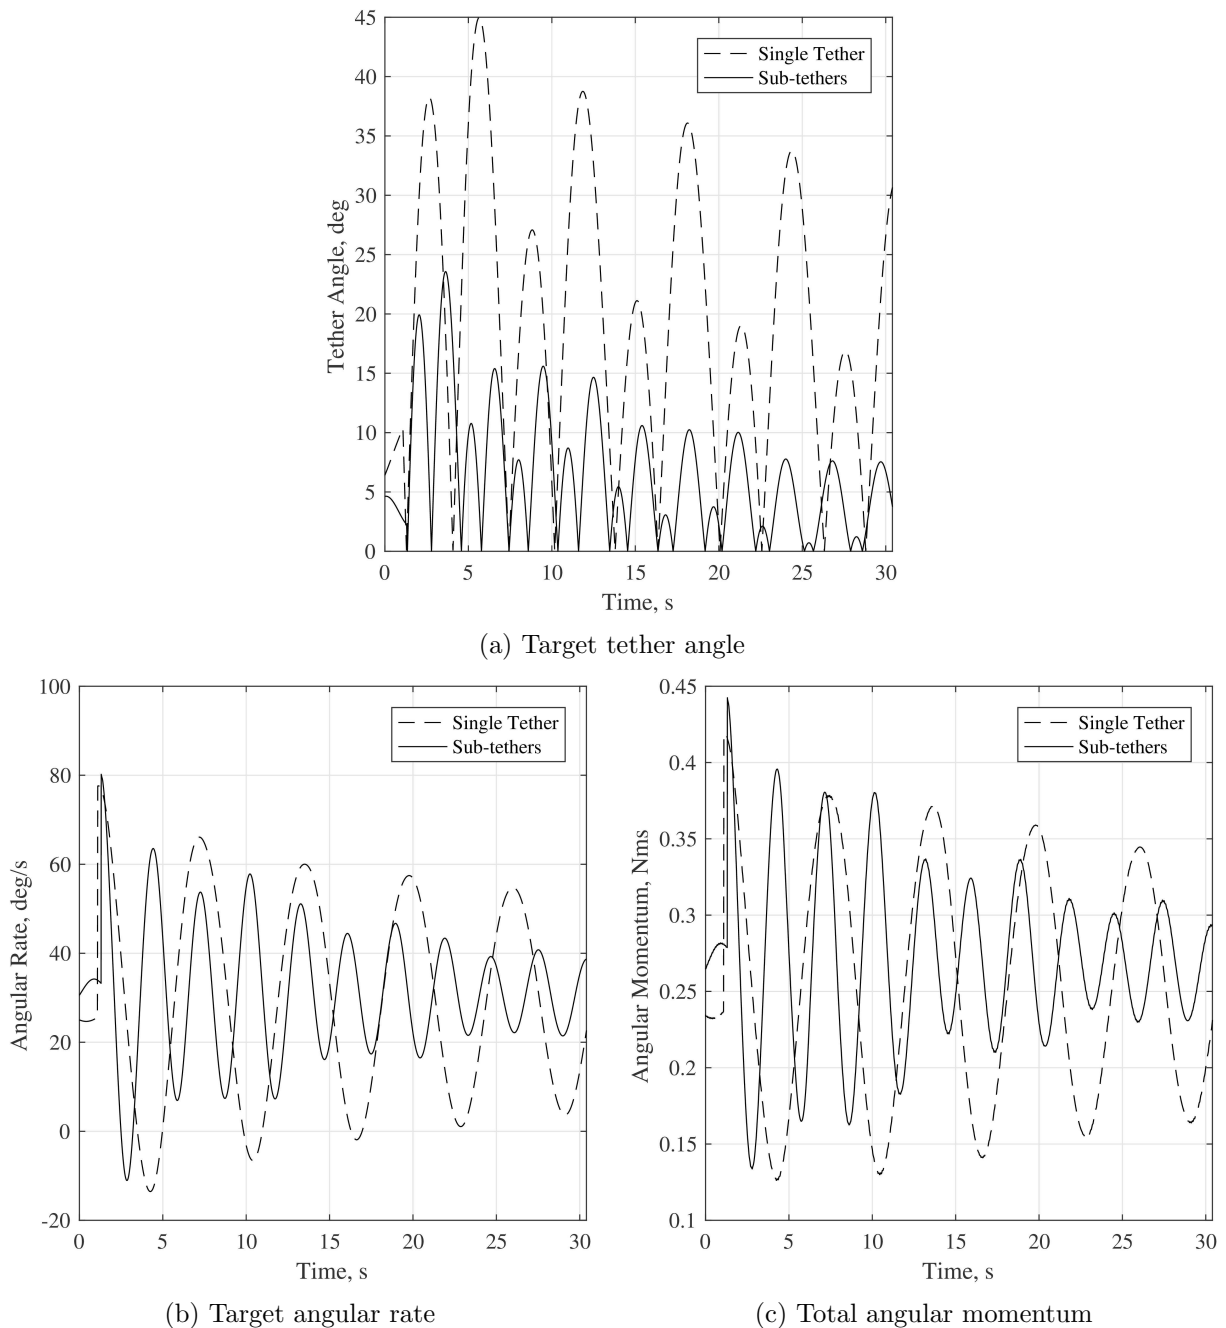 45
40
35
30
25
20
15
10
5
0
Tether Angle, deg
Single Tether
Sub-tethers
0 5 10 15 20 25 30
Time, s
(a) Target tether angle
100
80
60
40
20
0
-20
Angular Rate, deg/s
Single Tether
Sub-tethers
0 5 10 15 20 25 30
Time, s
(b) Target angular rate
0.45
0.4
0.35
0.3
0.25
0.2
0.15
0.1
Angular Momentum, Nms
Single Tether
Sub-tethers
0 5 10 15 20 25 30
Time, s
(c) Total angular momentum